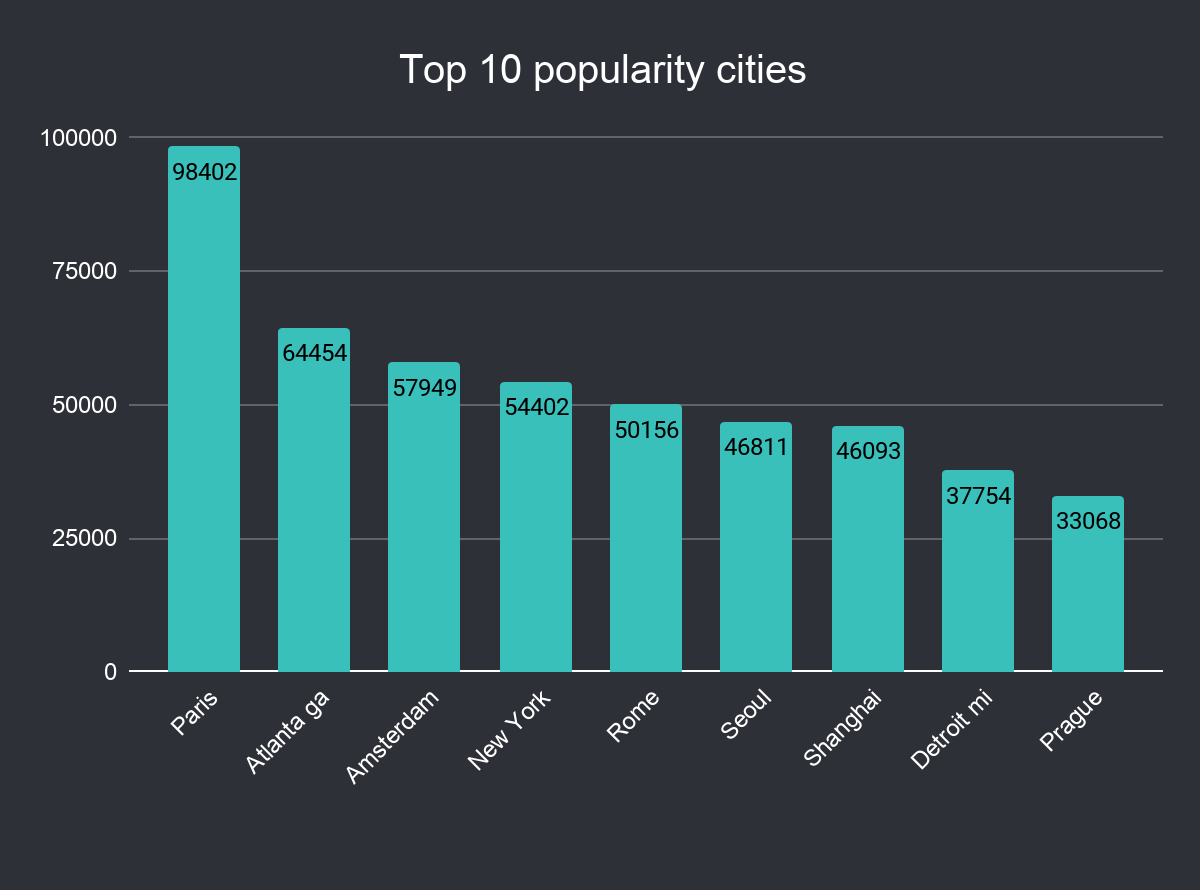 Top 10 popularity cities
100000
75000
50000
25000
0
98402
64454
57949
54402
50156
46811
46093
37754
33068
Paris
Atlanta ga
Amsterdam
New York
Rome
Seoul
Shanghai
Detroit mi
Prague